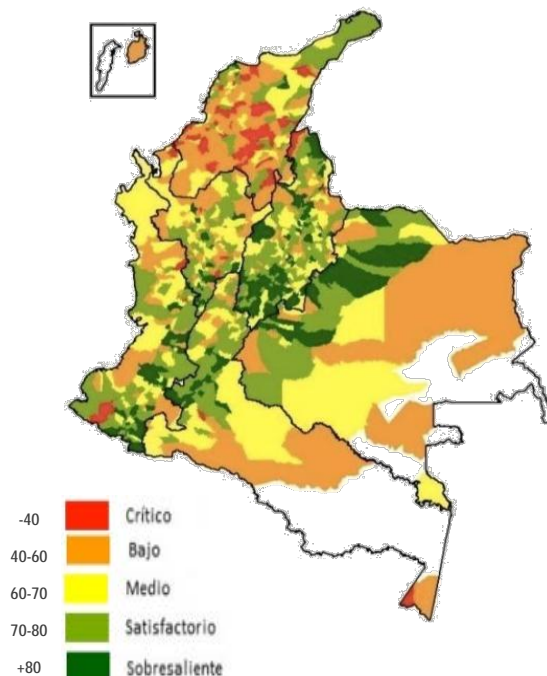 -40 Crítico
40-60 Bajo
60-70 Medio
70-80 Satisfactorio
+80 Sobresaliente